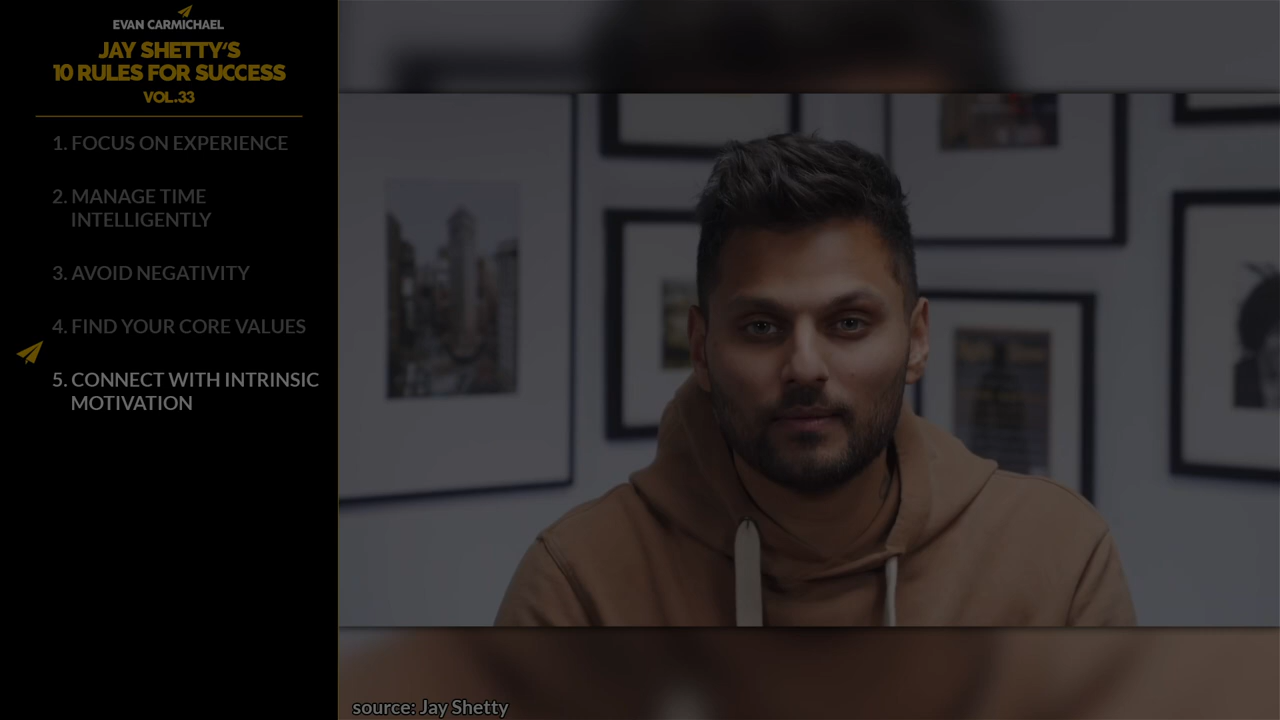 EVAN CARMICHAEL
JAY SHETTY'S
10 RULES FOR SUCCESS
VOL.33
1. FOCUS ON EXPERIENCE
2. MANAGE TIME
INTELLIGENTLY
3. AVOID NEGATIVITY
4. FIND YOUR CORE VALUES
5. CONNECT WITH INTRINSIC
MOTIVATION
source: Jay Shetty